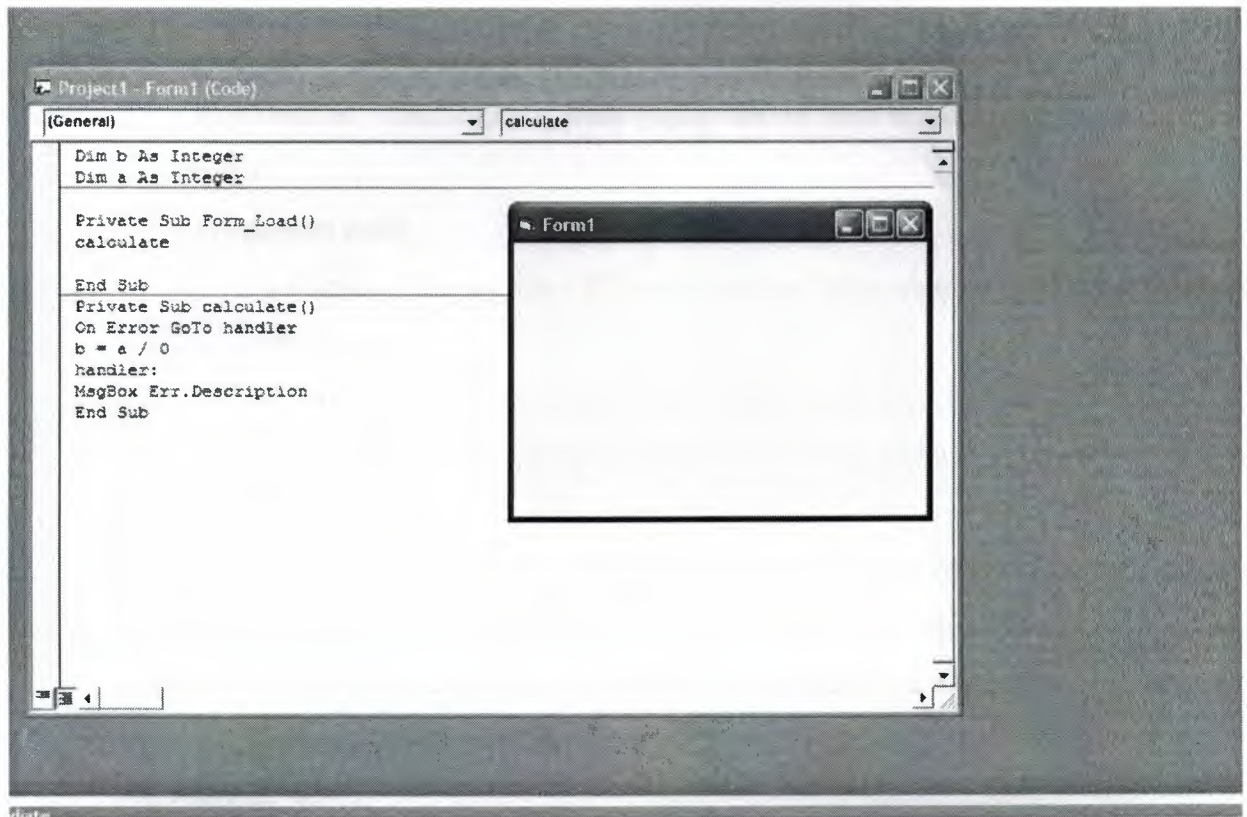 Project1 - Form1 (Code)
(General)
calculate
Dim b As Integer
Dim a As Integer
Private Sub Form_Load()
calculate
End Sub
Private Sub calculate()
On Error GoTo handler
b = a / 0
handler:
MsgBox Err.Description
End Sub
Form1